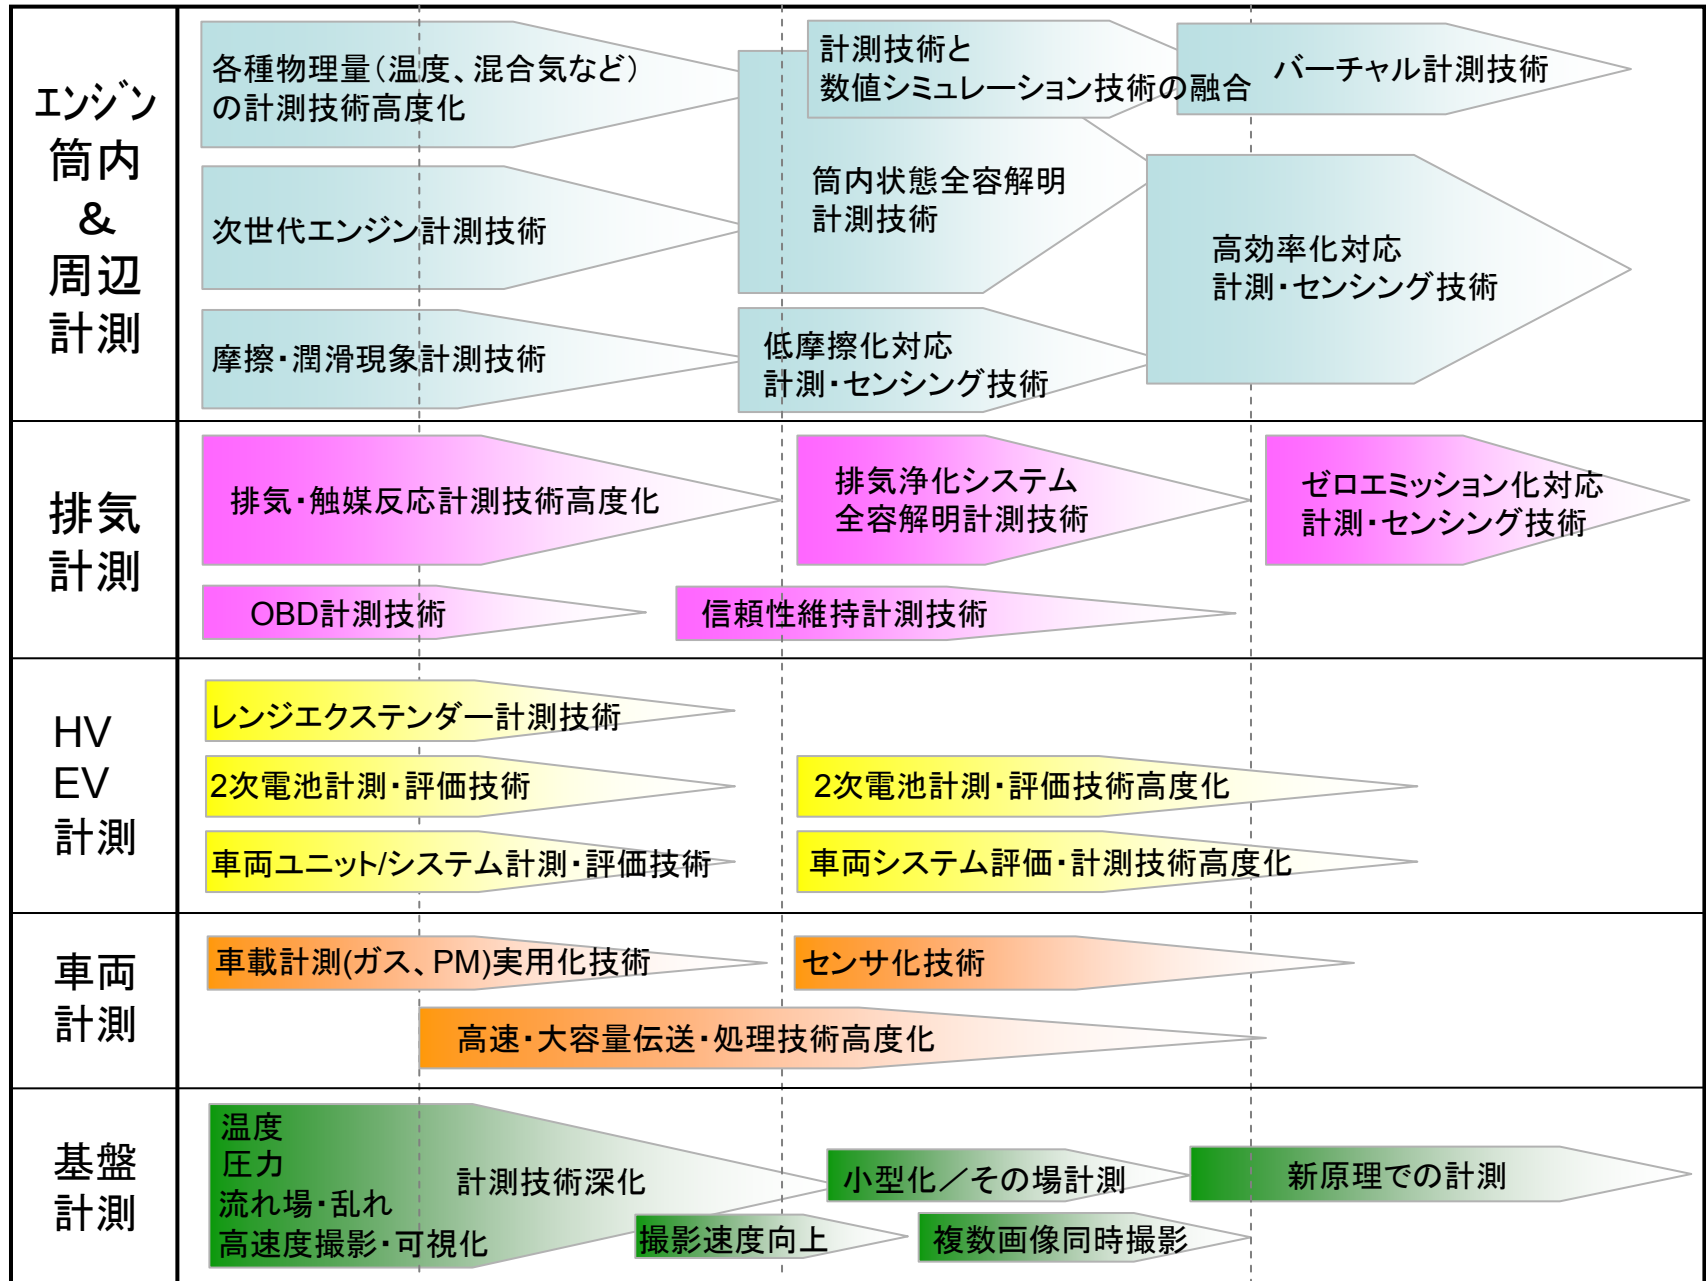 エンジン
筒内
&
周辺
計測
各種物理量(温度、混合気など)
の計測技術高度化
次世代エンジン計測技術
摩擦・潤滑現象計測技術
計測技術と
数値シミュレーション技術の融合
筒内状態全容解明
計測技術
低摩擦化対応
計測・センシング技術
バーチャル計測技術
高効率化対応
計測・センシング技術
排気
計測
排気・触媒反応計測技術高度化
排気浄化システム
全容解明計測技術
ゼロエミッション化対応
計測・センシング技術
OBD計測技術
信頼性維持計測技術
HV
EV
計測
レンジエクステンダー計測技術
2次電池計測・評価技術
2次電池計測・評価技術高度化
車両ユニット/システム計測・評価技術
車両システム評価・計測技術高度化
車両
計測
車載計測(ガス、PM)実用化技術
センサ化技術
高速・大容量伝送・処理技術高度化
基盤
計測
温度
圧力
流れ場・乱れ
高速度撮影・可視化
計測技術深化
小型化／その場計測
新原理での計測
撮影速度向上
複数画像同時撮影